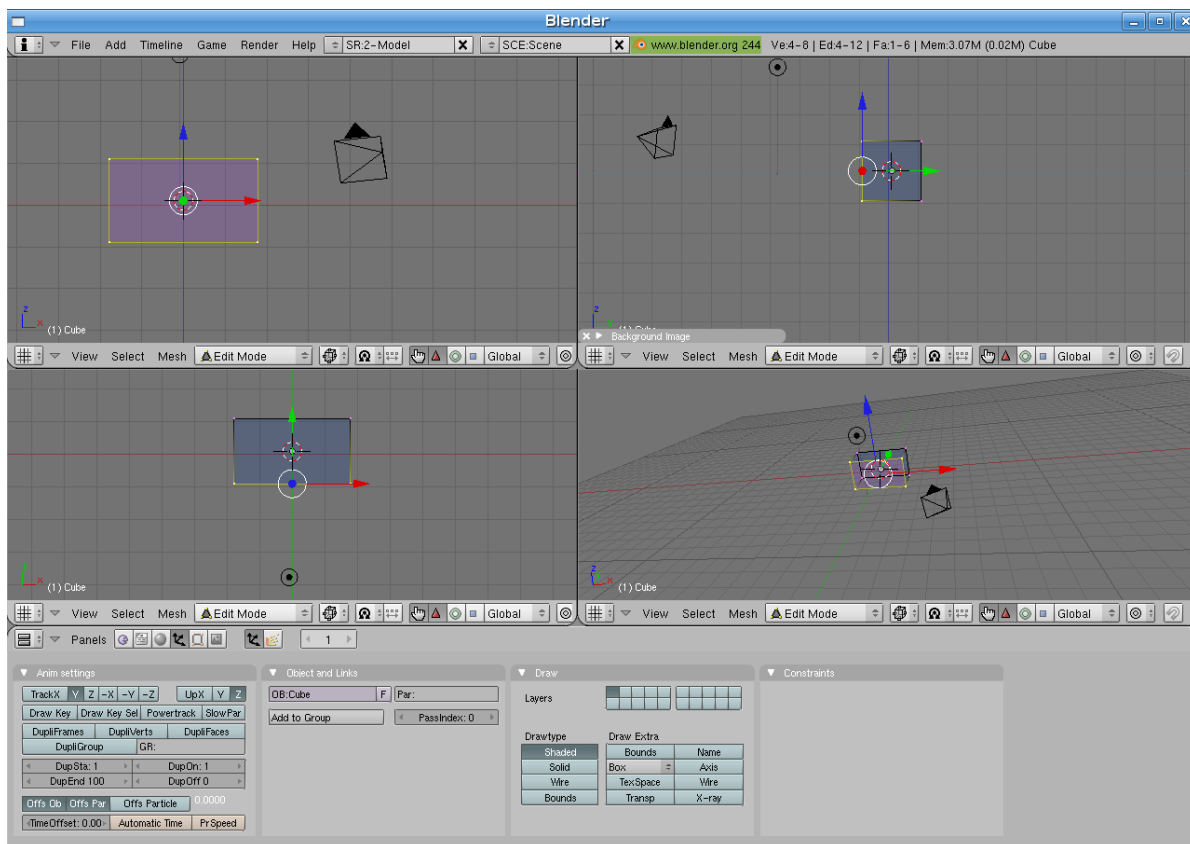 Blender
File Add Timeline Game Render Help SR:2-Model SCE:Scene www.blender.org 244 Ve:4-8 | Ed:4-12 | Fa:1-6 | Mem:3.07M (0.02M) Cube
z
x
(1) Cube
z
(1) Cube
Background Image
View Select Mesh Edit Mode Global
View Select Mesh Edit Mode Global
x
(1) Cube
z
x
(1) Cube
View Select Mesh Edit Mode Global
View Select Mesh Edit Mode Global
Panels 1
Anim settings
TrackX Y Z -X -Y -Z UpX Y Z
Draw Key Draw Key Sel Powertrack SlowPar
DupliFrames DupliVerts DupliFaces
DupliGroup GR:
DupSta: 1 DupOn: 1
DupEnd 100 DupOff 0
Offs Ob Offs Par Offs Particle 0.0000
TimeOffset: 0.00 Automatic Time PrSpeed
Object and Links
OB:Cube F Par:
Add to Group PassIndex: 0
Draw
Layers
Drawtype Draw Extra
Shaded Bounds Name
Solid Box Axis
Wire TexSpace Wire
Bounds Transp X-ray
Constraints